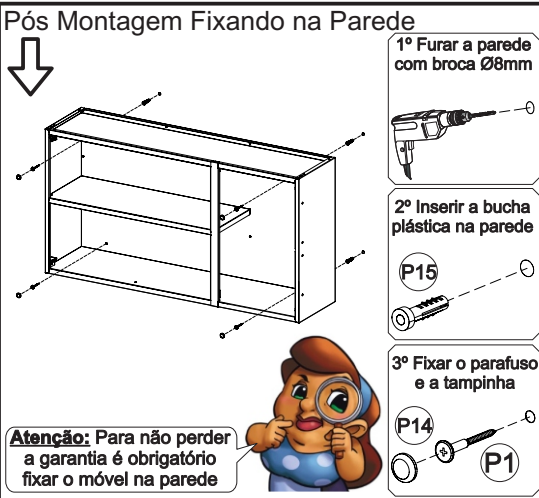 Pós Montagem Fixando na Parede
1º Furar a parede
com broca Ø8mm
2º Inserir a bucha
plástica na parede
P15
3º Fixar o parafuso
e a tampinha
P14
P1
Atenção: Para não perder
a garantia é obrigatório
fixar o móvel na parede